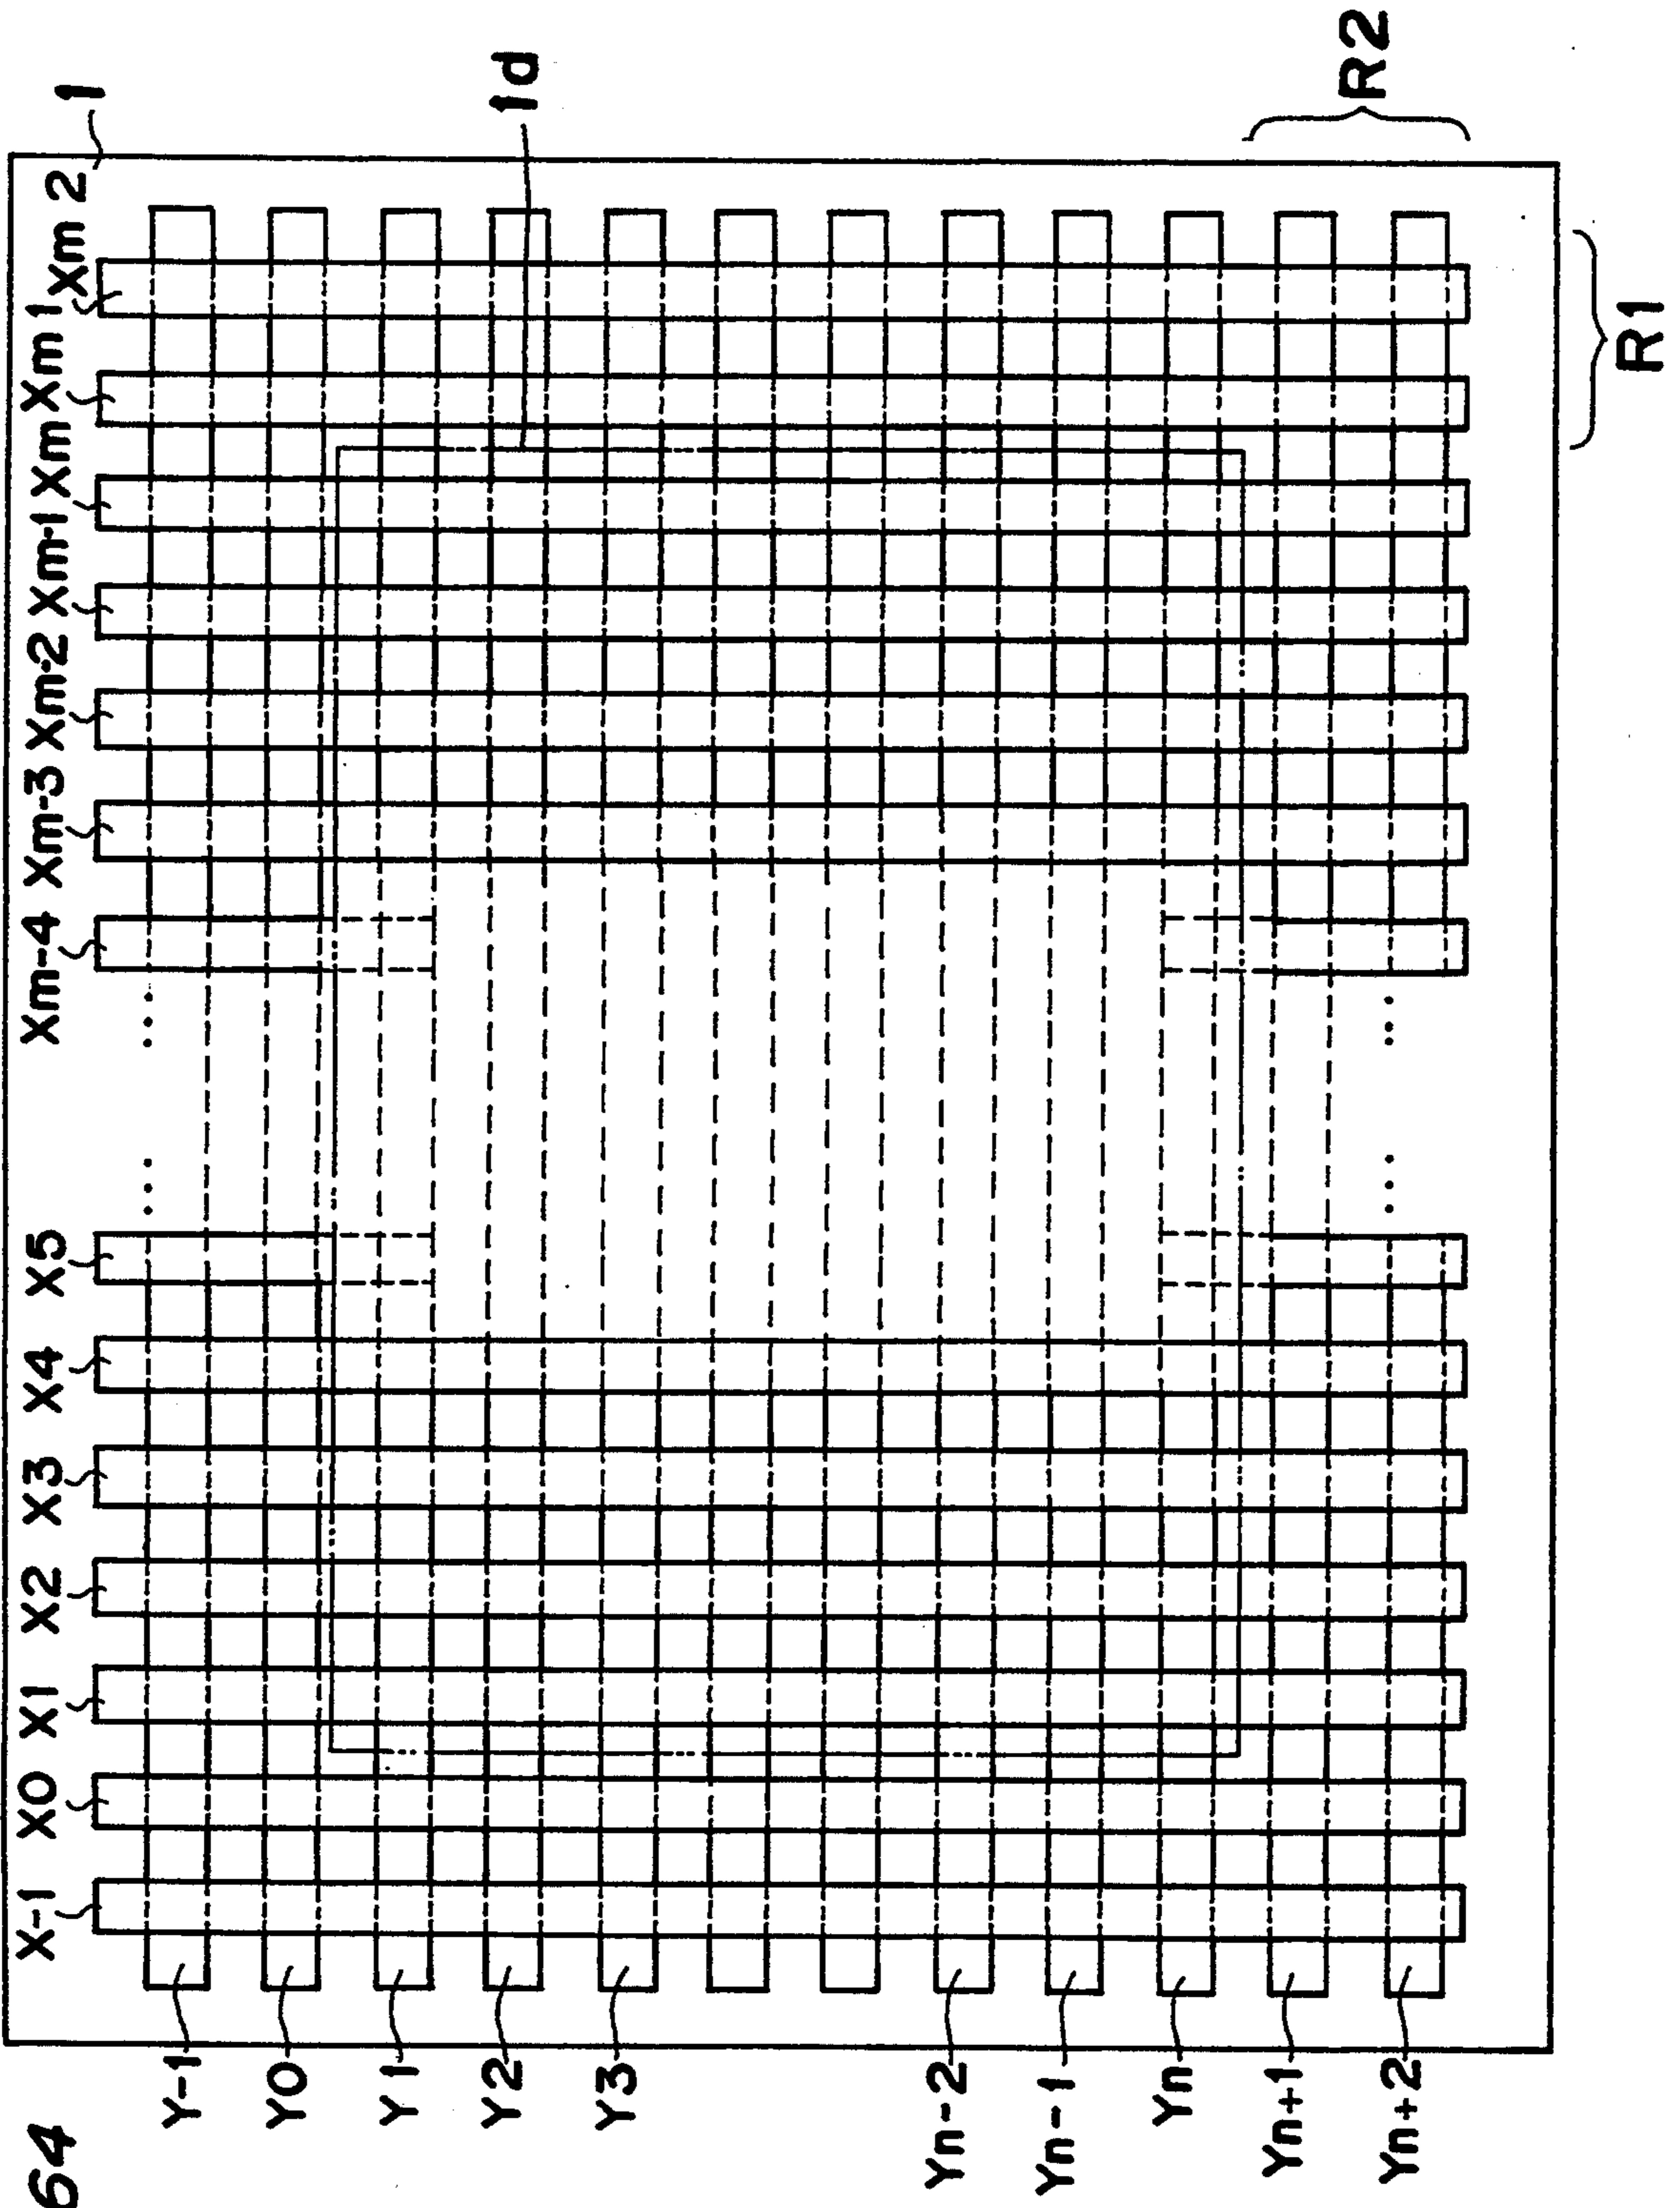 64
X-1
X0
X1
X2
X3
X4
X5
...
...
Xm-4
Xm-3
Xm-2
Xm-1
Xm
Xm 1
Xm 2
1
1d
Y-1
Y0
Y1
Y2
Y3
Yn-2
Yn-1
Yn
Yn+1
Yn+2
...
...
R1
R2